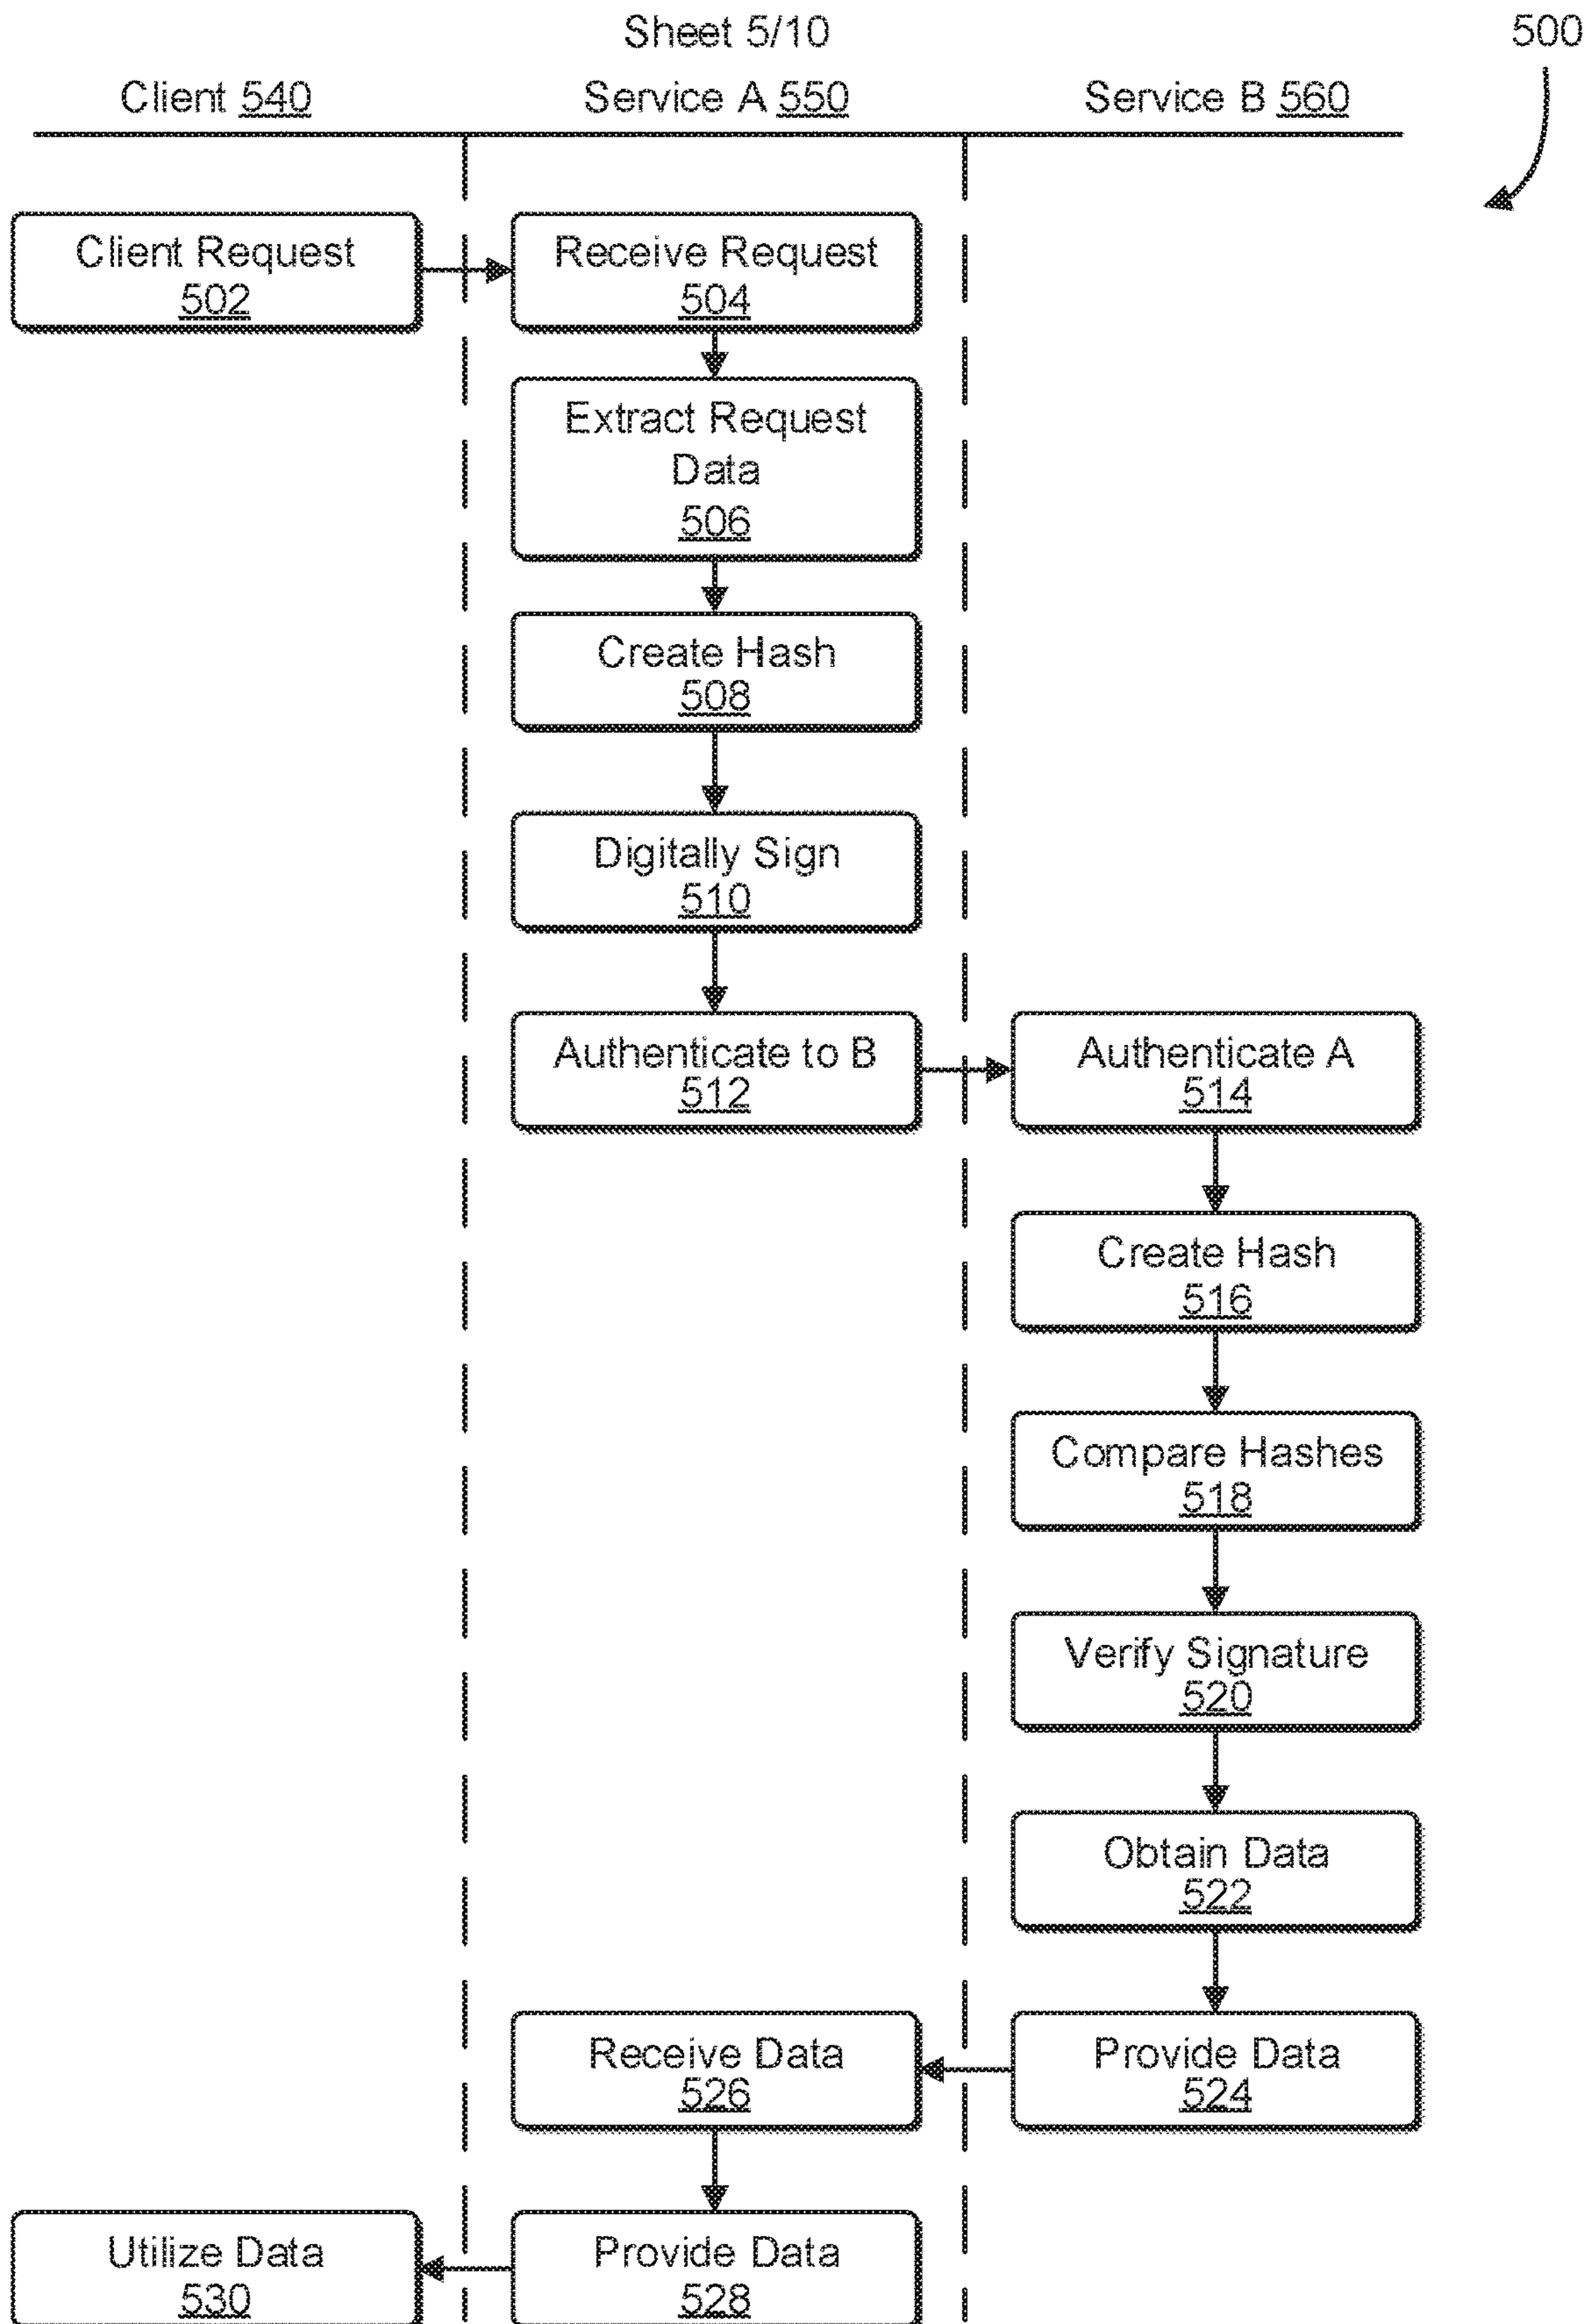 Sheet 5/10
500
Client 540
Service A 550
Service B 560
Client Request
502
Receive Request
504
Extract Request
Data
506
Create Hash
508
Digitally Sign
510
Authenticate to B
512
Authenticate A
514
Create Hash
516
Compare Hashes
518
Verify Signature
520
Obtain Data
522
Provide Data
524
Receive Data
526
Provide Data
528
Utilize Data
530